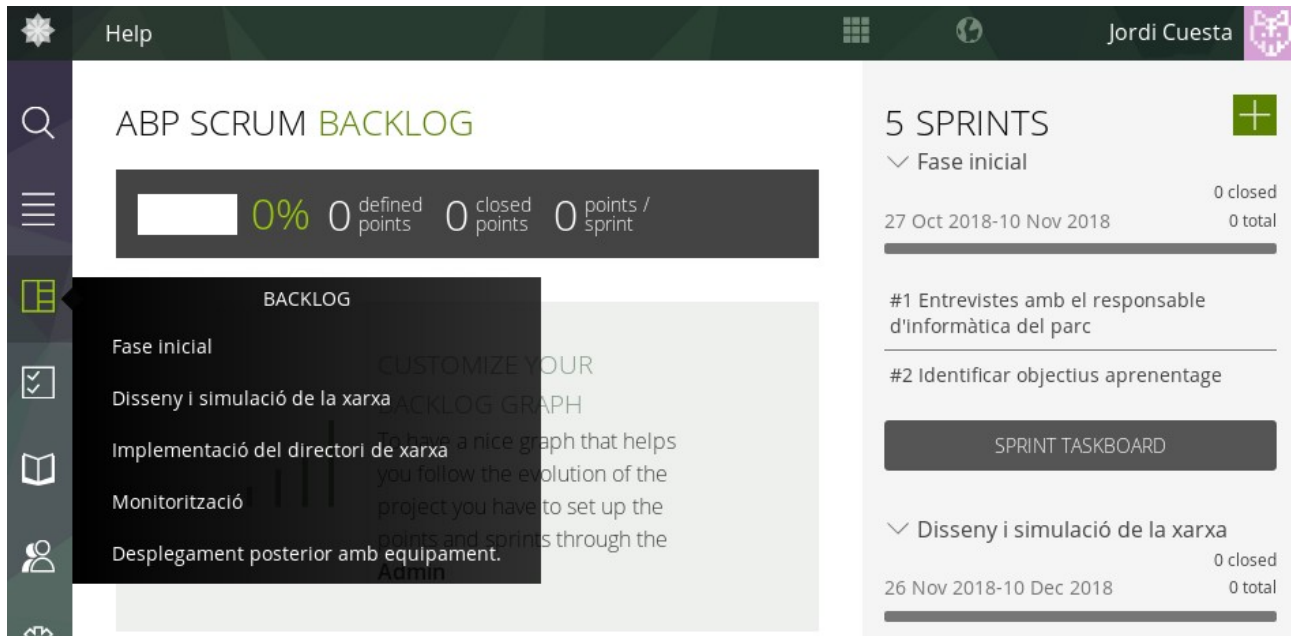 Help
Jordi Cuesta
ABP SCRUM BACKLOG
0% 0 defined points 0 closed points 0 points / sprint
BACKLOG
Fase inicial
Disseny i simulació de la xarxa
Implementació del directori de xarxa
Monitorització
Desplegament posterior amb equipament.
CUSTOMIZE YOUR
BACKLOG GRAPH
To have a nice graph that helps
you follow the evolution of the
project you have to set up the
points and sprints through the
Admin
5 SPRINTS
Fase inicial
0 closed
27 Oct 2018-10 Nov 2018
0 total
#1 Entrevistes amb el responsable
d'informàtica del parc
#2 Identificar objectius aprenentage
SPRINT TASKBOARD
Disseny i simulació de la xarxa
0 closed
26 Nov 2018-10 Dec 2018
0 total